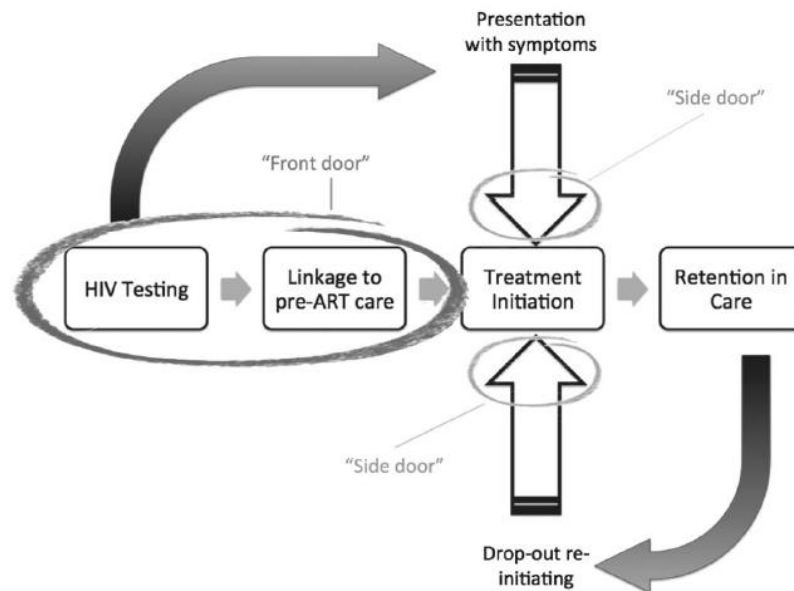 Presentation
with symptoms
"Side door"
"Front door"
HIV Testing
Linkage to
pre-ART care
Treatment
Initiation
Retention in
Care
"Side door"
Drop-out re-
initiating